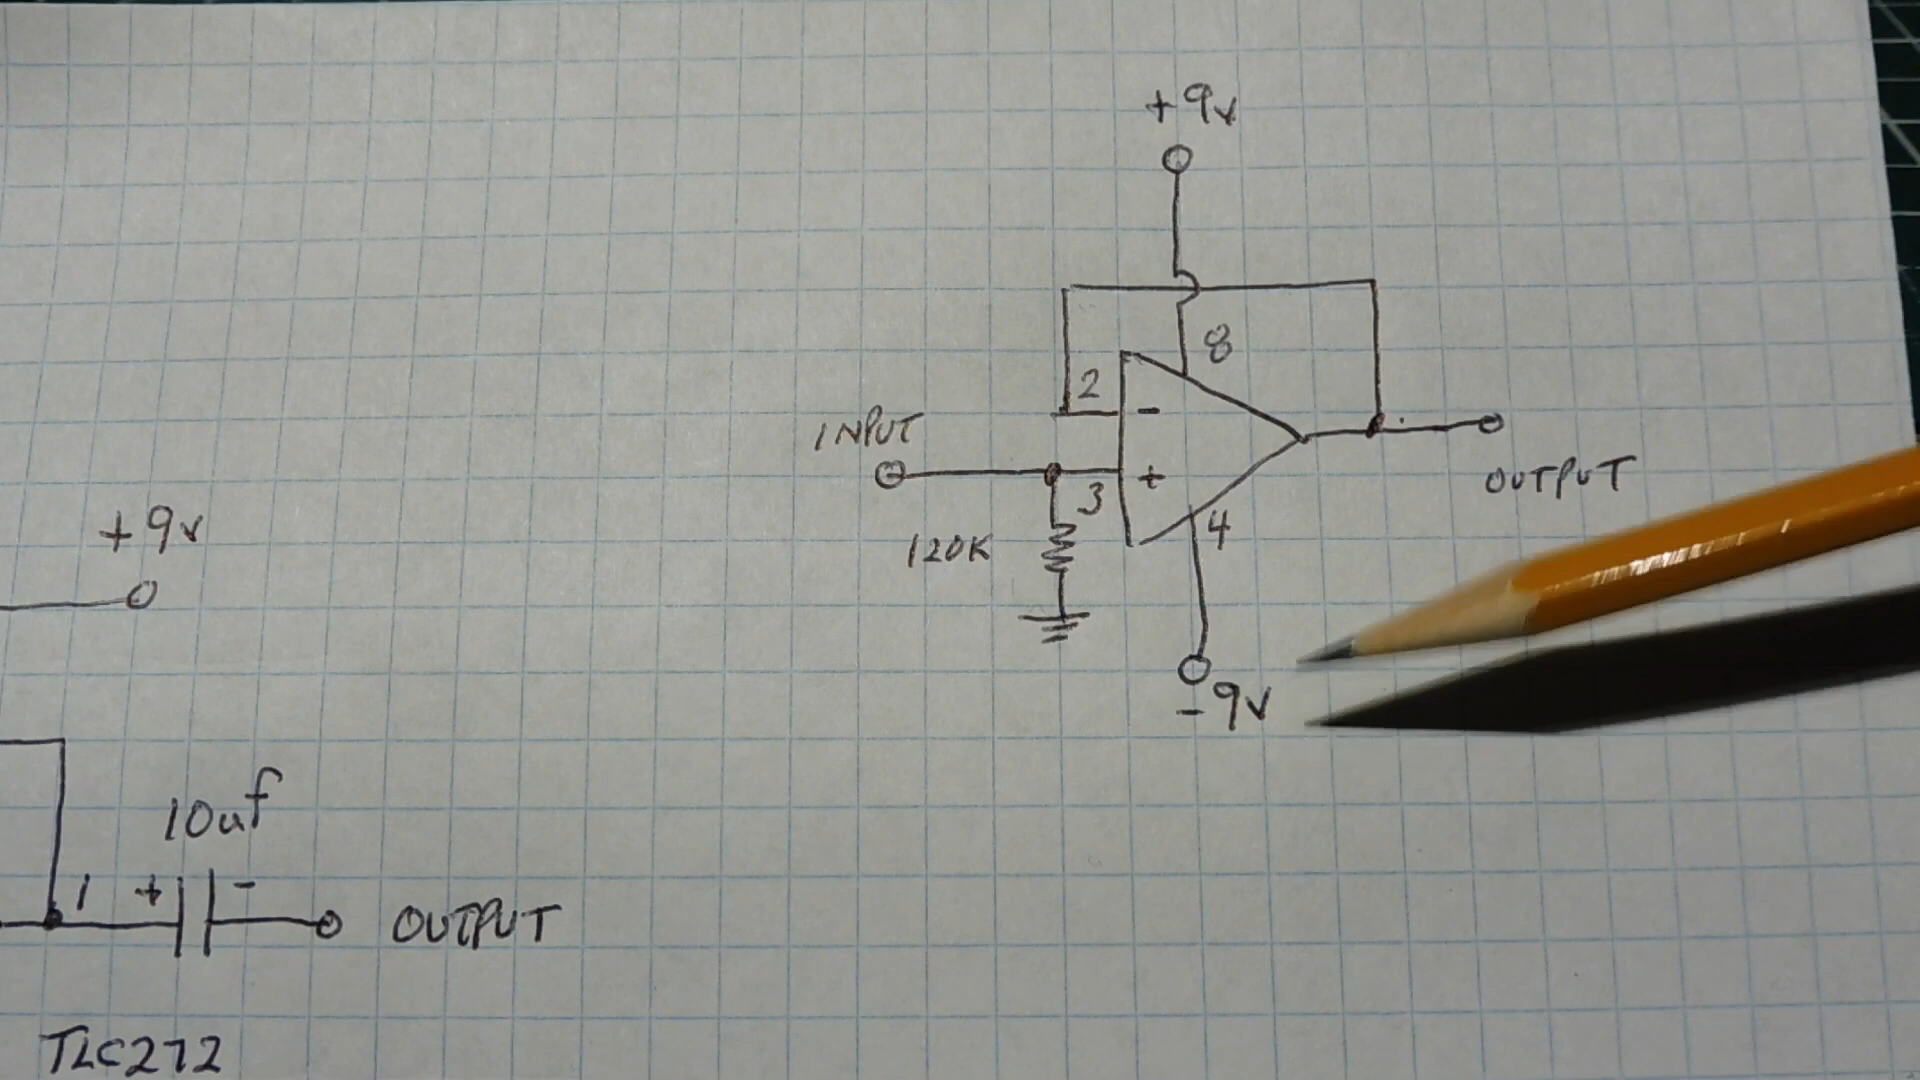 +9v
8
2
-
INPUT
+
3
4
OUTPUT
120K
-9v
+9v
10uf
1
+ -
OUTPUT
TLC272